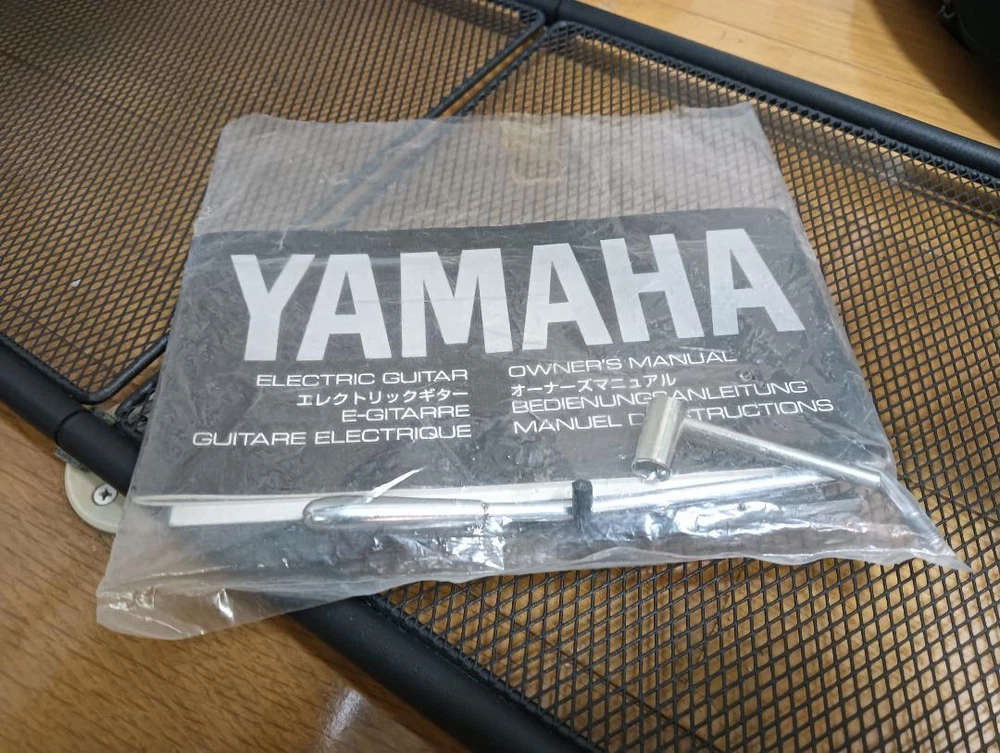 YAMAHA
ELECTRIC GUITAR
エレクトリックギター
E-GITARRE
GUITARE ELECTRIQUE
OWNER'S MANUAL
オーナーズマニュアル
BEDIENUNGSANLEITUNG
MANUEL D'INSTRUCTIONS